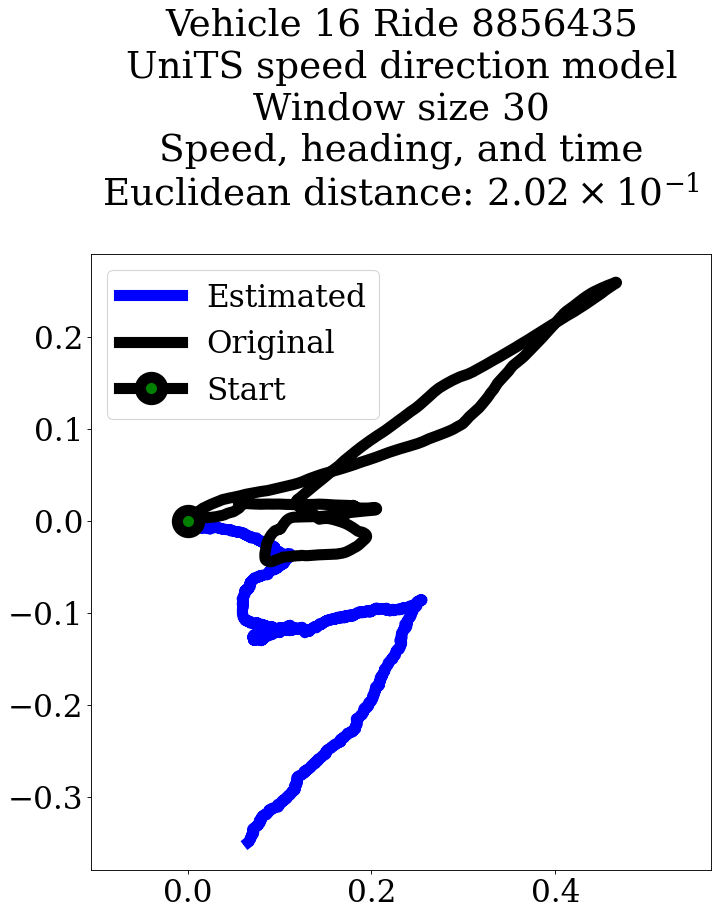 Vehicle 16 Ride 8856435
UniTS speed direction model
Window size 30
Speed, heading, and time
Euclidean distance: 2.02 × 10⁻¹
Estimated
Original
Start
0.2
0.1
0.0
−0.1
−0.2
−0.3
0.0 0.2 0.4